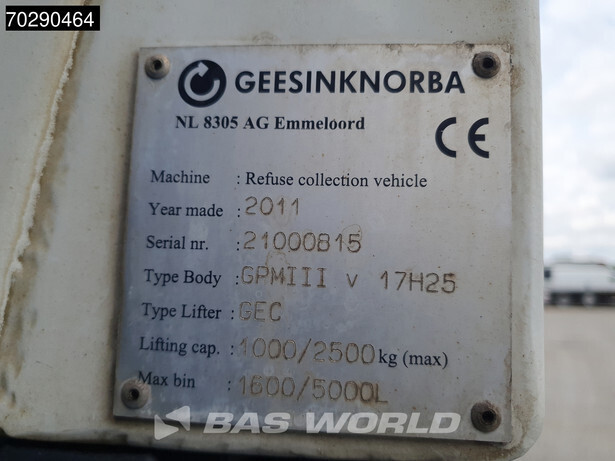 70290464
GEESINKNORBA
NL 8305 AG Emmeloord
CE
Machine : Refuse collection vehicle
Year made : 2011
Serial nr. : 21000815
Type Body : GPMIII v 17H25
Type Lifter : GEC
Lifting cap. : 1000/2500 kg (max)
Max bin : 1600/5000L
BAS WORLD